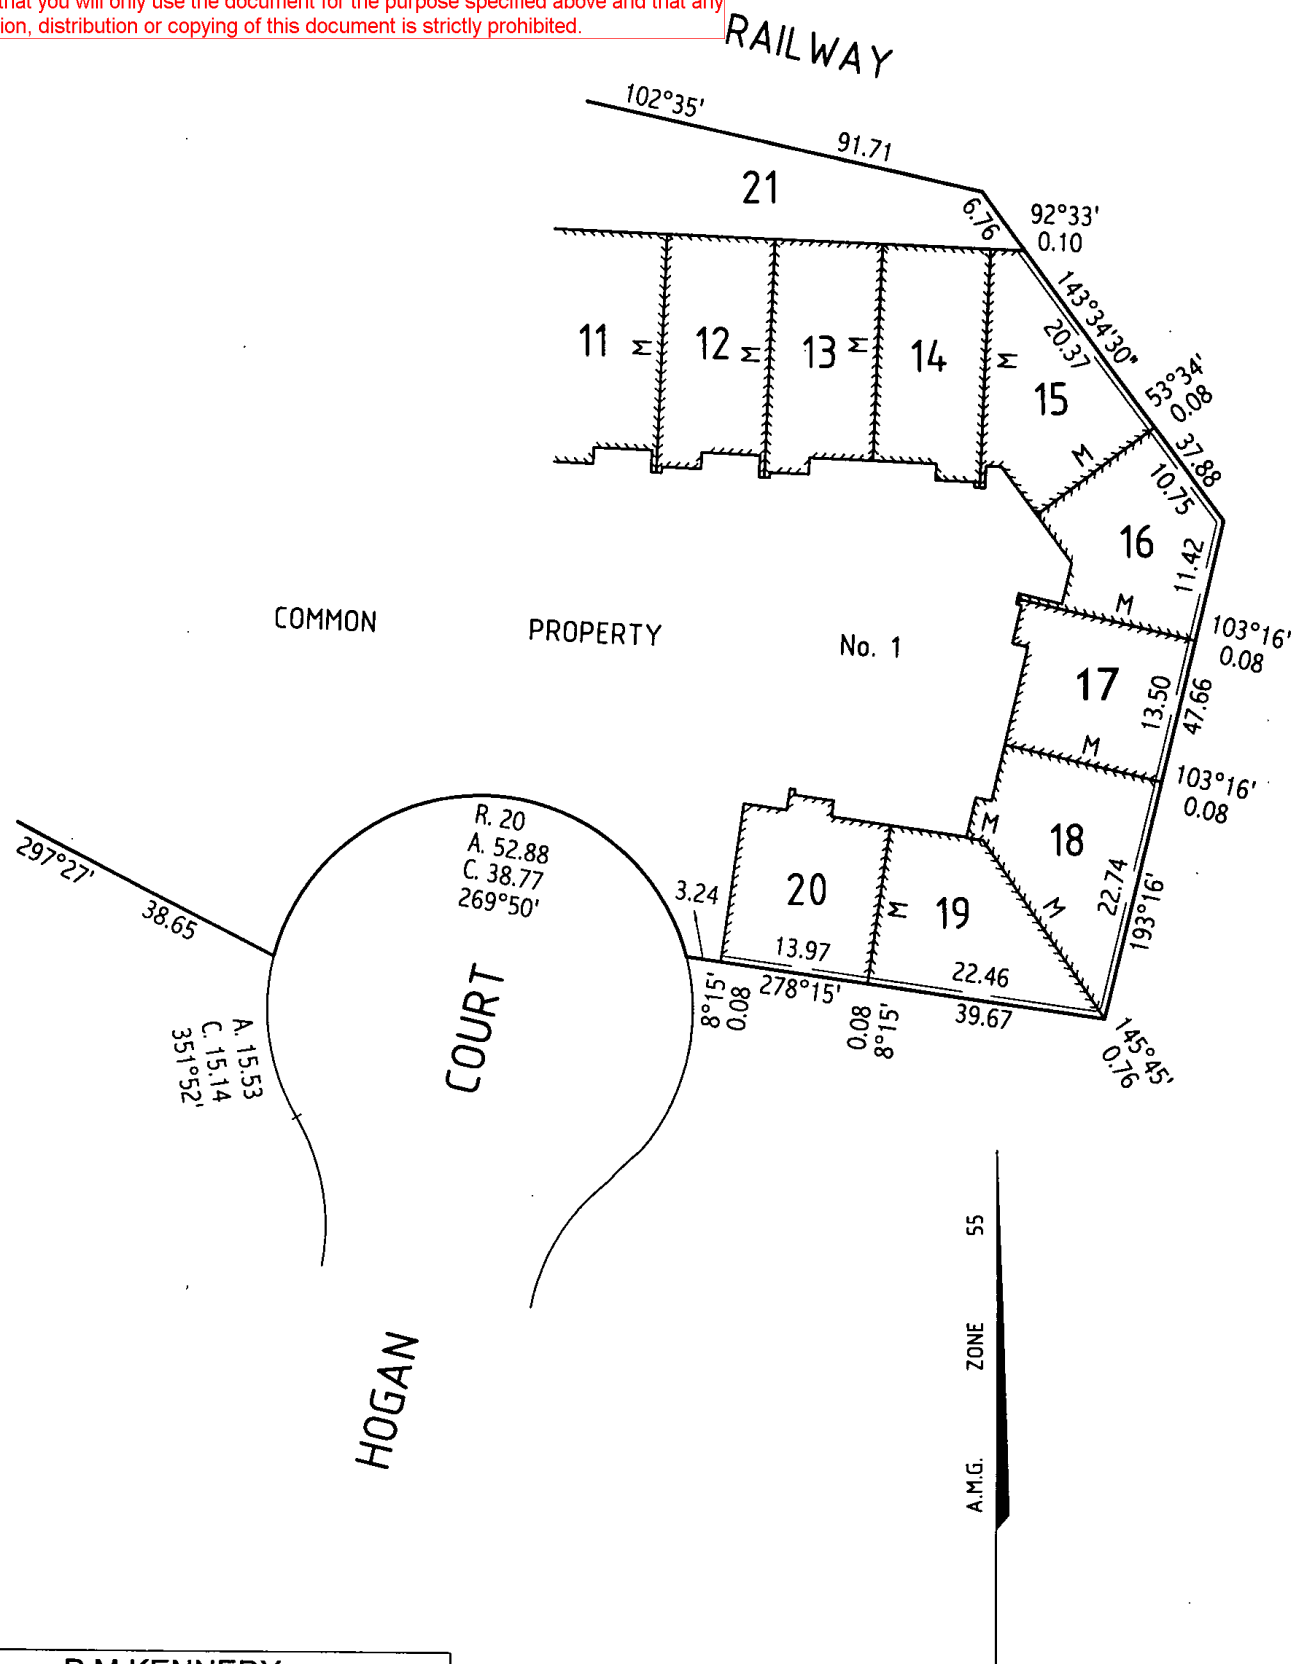 that you will only use the document for the purpose specified above and that any
ion, distribution or copying of this document is strictly prohibited.
RAILWAY
102°35'
91.71
21
6.76
92°33'
0.10
143°34'30"
20.37
53°34'
0.08
37.88
10.75
11
M
12
M
13
M
14
M
15
M
16
11.42
M
103°16'
0.08
17
13.50
47.66
M
103°16'
0.08
COMMON PROPERTY No. 1
18
M
22.74
193°16'
M
R. 20
A. 52.88
C. 38.77
269°50'
297°27'
38.65
3.24
20
M
19
13.97
22.46
278°15'
39.67
8°15'
0.08
0.08
8°15'
145°45'
0.76
A. 15.53
C. 15.14
351°52'
HOGAN COURT
A.M.G. ZONE 55